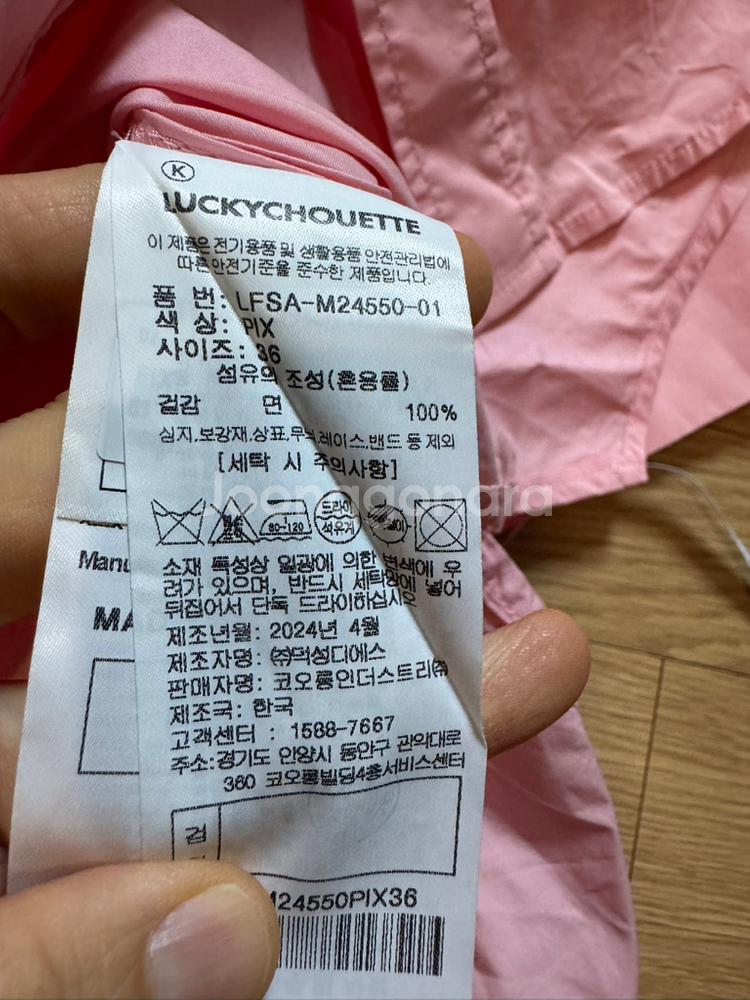 K
LUCKYCHOUETTE
이 제품은 전기용품 및 생활용품 안전관리법에
따른 안전기준을 준수한 제품입니다.
품 번: LFSA-M24550-01
색 상: PIX
사이즈: 36
섬유의 조성(혼용률)
겉감 면 100%
심지,보강재,상표,무늬,레이스,밴드 등 제외
[세탁 시 주의사항]
joonggonara
80~120
드라이
석유계
소재 특성상 일광에 의한 변색에 우
려가 있으며, 반드시 세탁망에 넣어
뒤집어서 단독 드라이하십시오
제조년월: 2024년 4월
제조자명: ㈜덕성디에스
판매자명: 코오롱인더스트리㈜
제조국: 한국
고객센터 : 1588-7667
주소:경기도 안양시 동안구 관악대로
360 코오롱빌딩4층서비스센터
검
M24550PIX36
Manu
MA